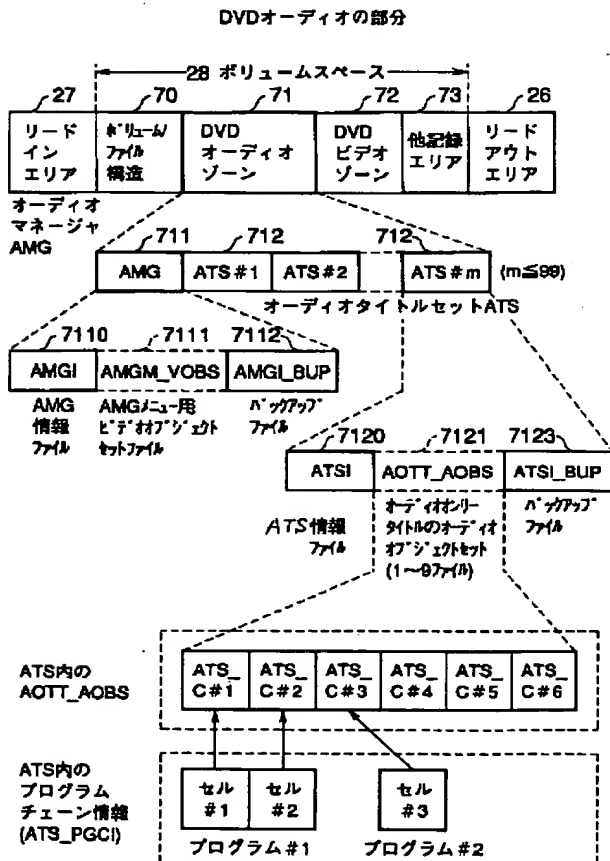 DVDオーディオの部分
28 ボリュームスペース
27 70 71 72 73 26
リード
イン
エリア
ボリューム/
ファイル
構造
DVD
オーディオ
ゾーン
DVD
ビデオ
ゾーン
他記録
エリア
リード
アウト
エリア
オーディオ
マネージャ
AMG
711 712 712
AMG ATS#1 ATS#2 ATS#m (m≦99)
オーディオタイトルセットATS
7110 7111 7112
AMGI AMGM_VOBS AMGI_BUP
AMG
情報
ファイル
AMGメニュー用
ビデオオブジェクト
セットファイル
バックアップ
ファイル
7120 7121 7123
ATSI AOTT_AOBS ATSI_BUP
ATS情報
ファイル
オーディオオンリー
タイトルのオーディオ
オブジェクトセット
(1〜9ファイル)
バックアップ
ファイル
ATS内の
AOTT_AOBS
ATS_
C#1
ATS_
C#2
ATS_
C#3
ATS_
C#4
ATS_
C#5
ATS_
C#6
ATS内の
プログラム
チェーン情報
(ATS_PGCI)
セル
#1
セル
#2
セル
#3
プログラム#1 プログラム#2